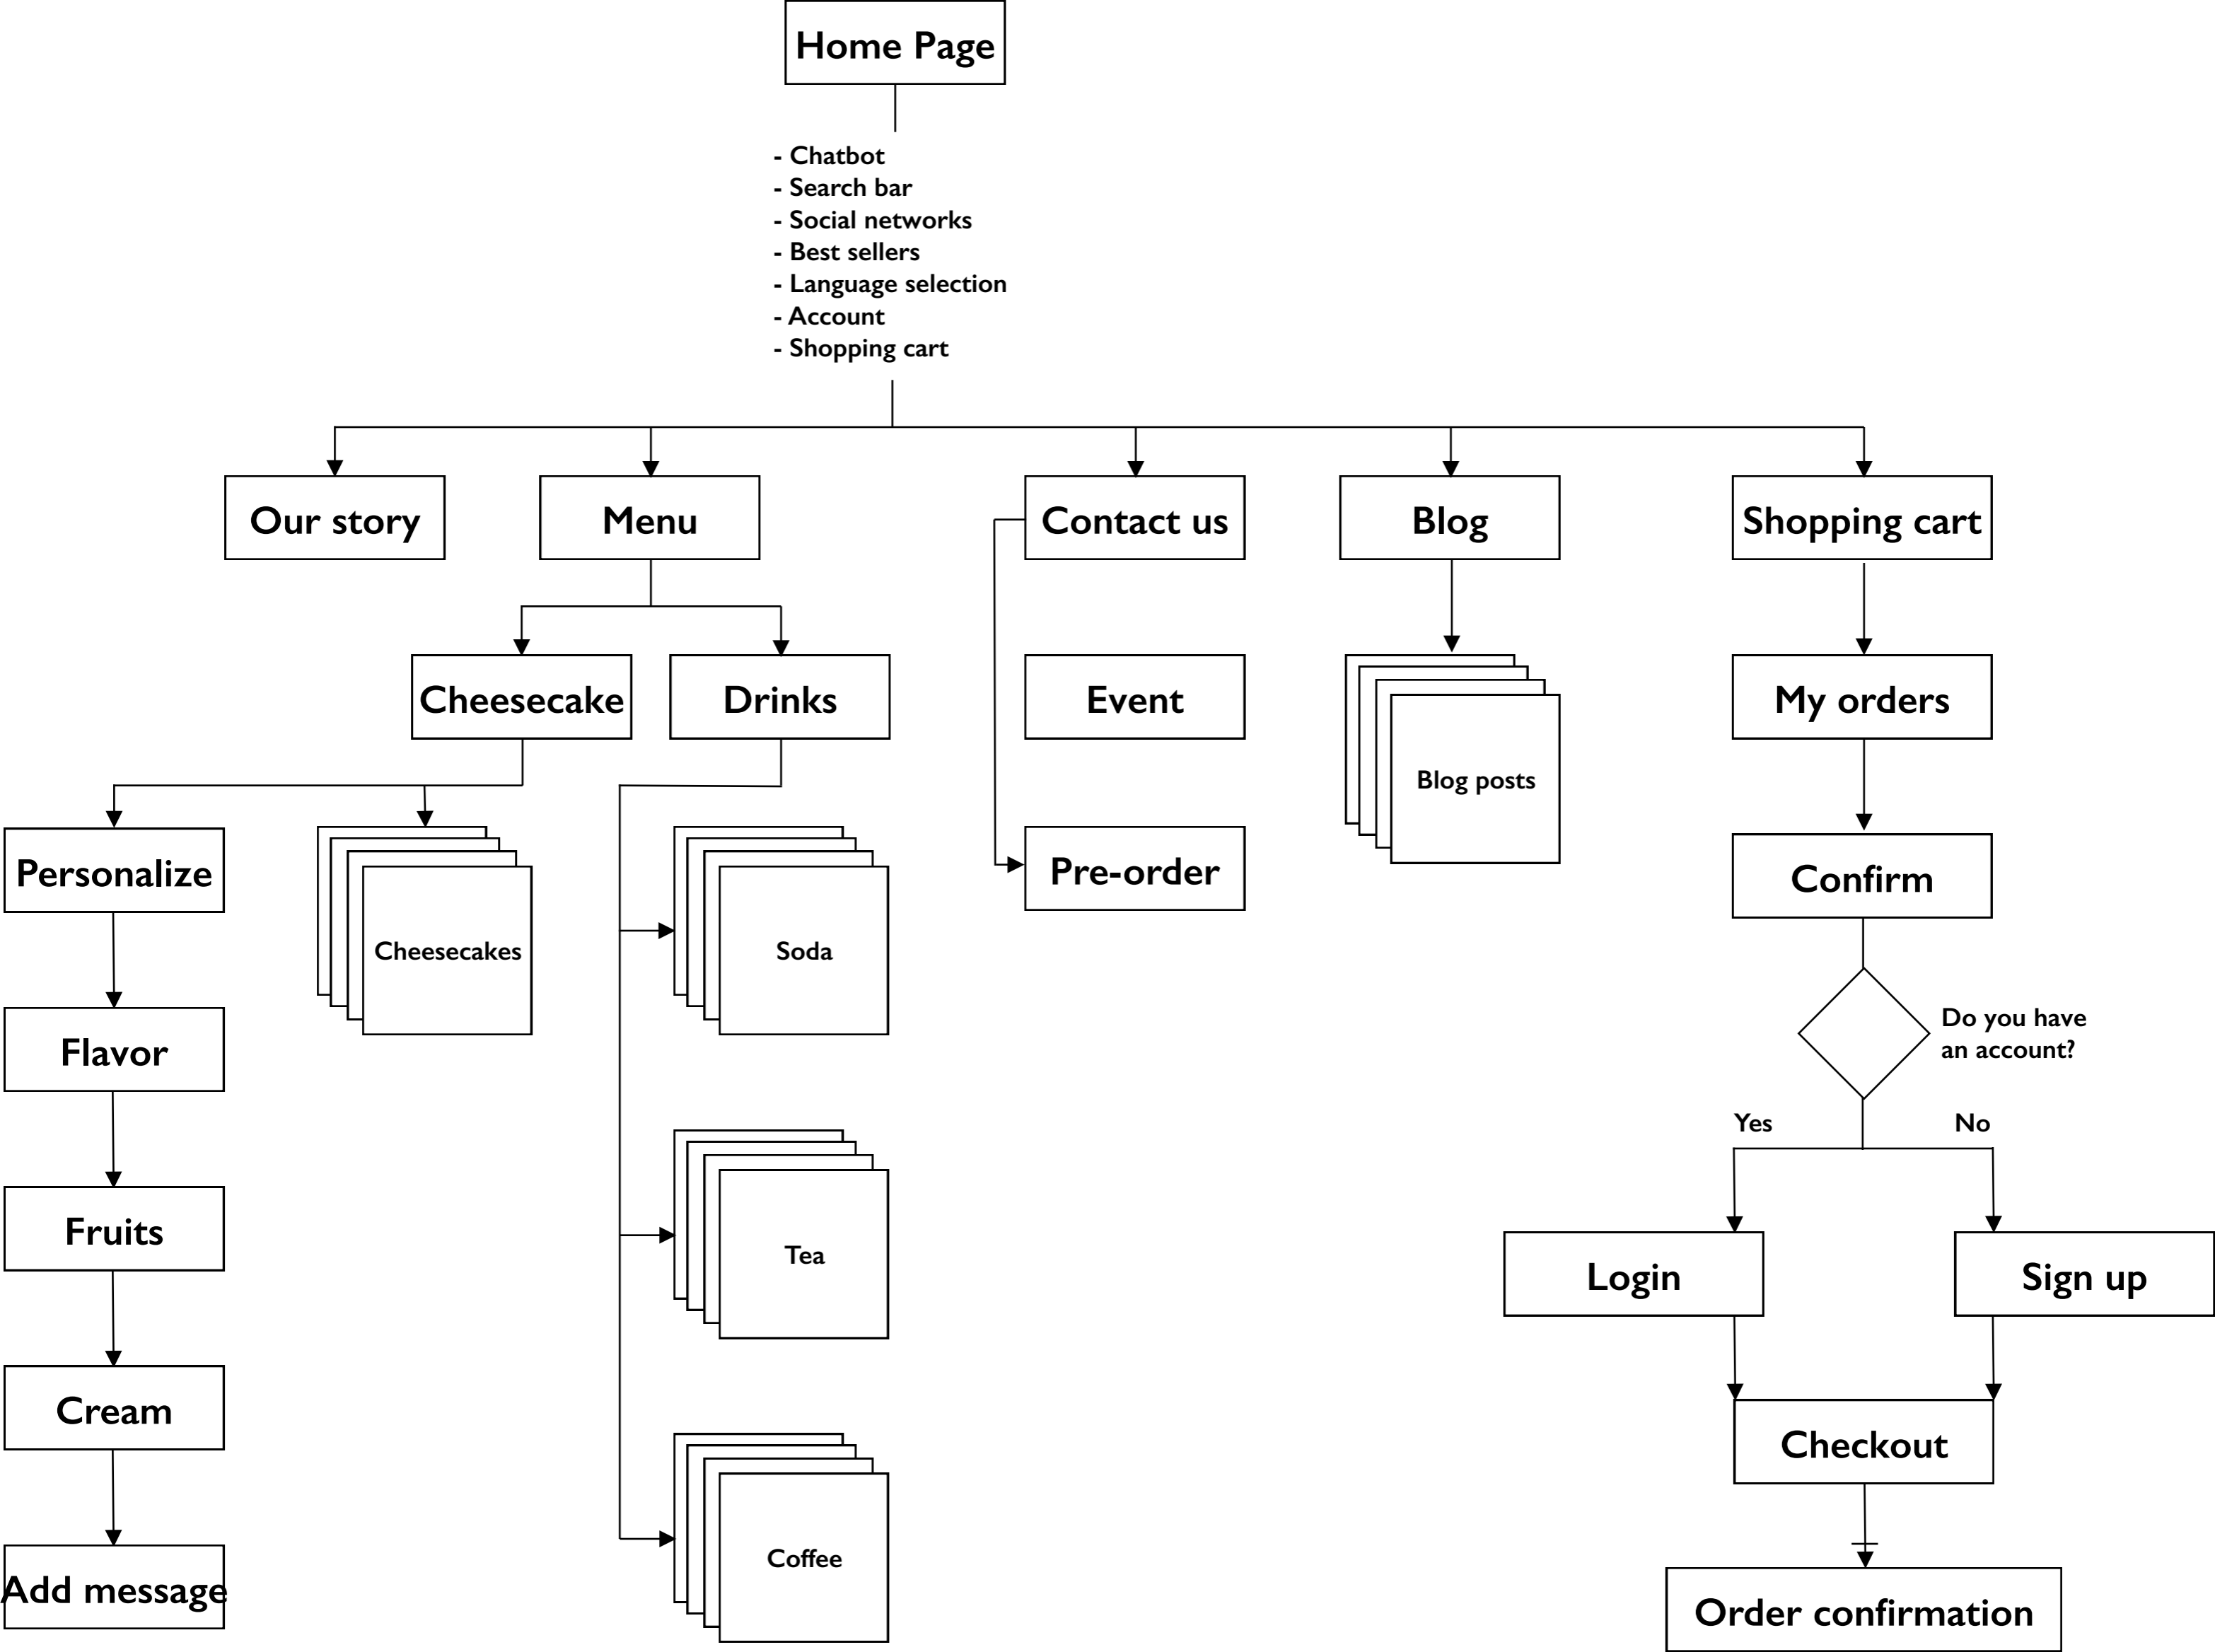 Home Page
- Chatbot
- Search bar
- Social networks
- Best sellers
- Language selection
- Account
- Shopping cart
Our story
Menu
Contact us
Blog
Shopping cart
Cheesecake
Drinks
Event
My orders
Blog posts
Personalize
Pre-order
Confirm
Cheesecakes
Soda
Do you have
an account?
Flavor
Yes
No
Fruits
Tea
Login
Sign up
Cream
Checkout
Coffee
Add message
Order confirmation